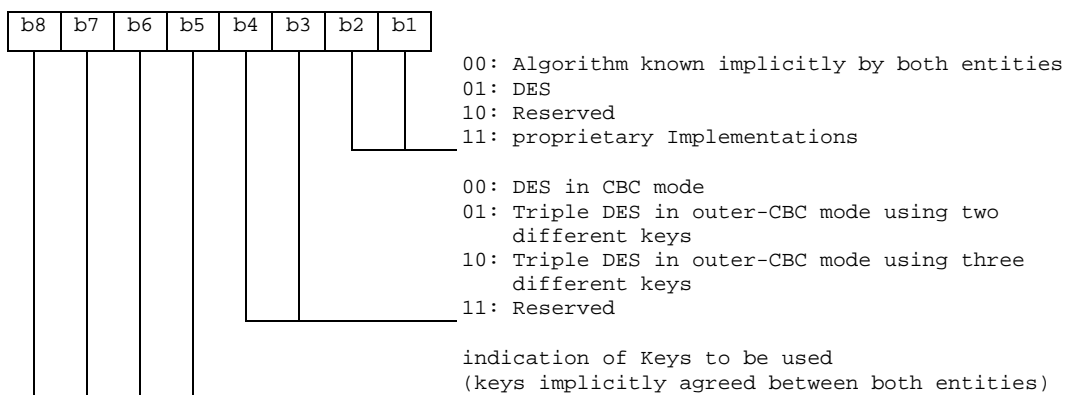 b8 b7 b6 b5 b4 b3 b2 b1
00: Algorithm known implicitly by both entities
01: DES
10: Reserved
11: proprietary Implementations
00: DES in CBC mode
01: Triple DES in outer-CBC mode using two
different keys
10: Triple DES in outer-CBC mode using three
different keys
11: Reserved
indication of Keys to be used
(keys implicitly agreed between both entities)